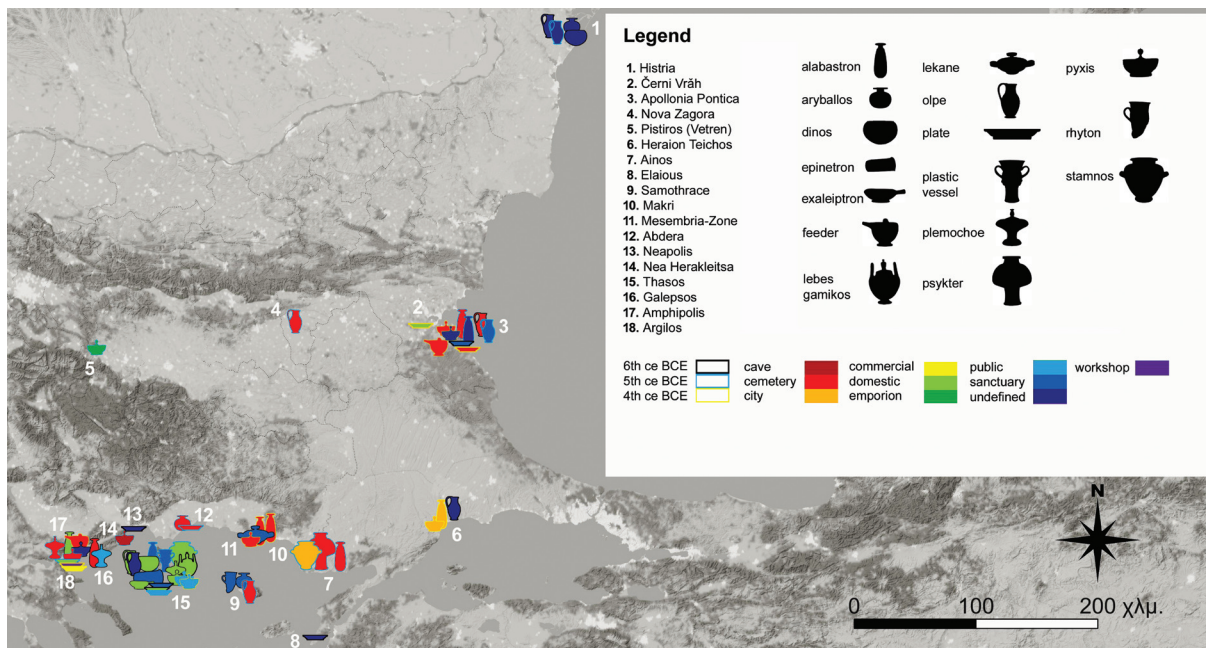 Legend
1. Histria
2. Černi Vrăh
3. Apollonia Pontica
4. Nova Zagora
5. Pistiros (Vetren)
6. Heraion Teichos
7. Ainos
8. Elaious
9. Samothrace
10. Makri
11. Mesembria-Zone
12. Abdera
13. Neapolis
14. Nea Herakleitsa
15. Thasos
16. Galepsos
17. Amphipolis
18. Argilos
alabastron
aryballos
dinos
epinetron
exaleiptron
feeder
lebes
gamikos
lekane
olpe
plate
plastic
vessel
plemochoe
psykter
pyxis
rhyton
stamnos
6th ce BCE cave commercial public workshop
5th ce BCE cemetery domestic sanctuary
4th ce BCE city emporion undefined
1
2
3
4
5
6
7
8
9
10
11
12
13
14
15
16
17
18
N
0 100 200 χλμ.